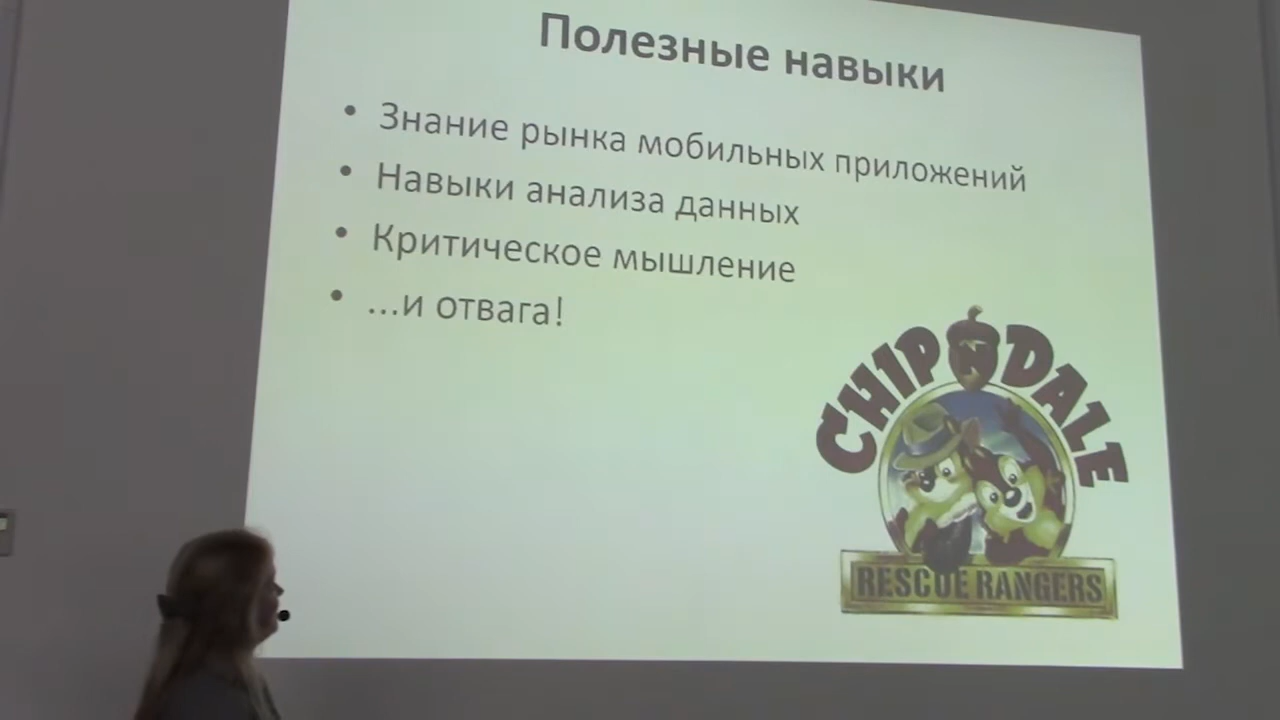 Полезные навыки
• Знание рынка мобильных приложений
• Навыки анализа данных
• Критическое мышление
• ...и отвага!
CHIP N DALE
RESCUE RANGERS